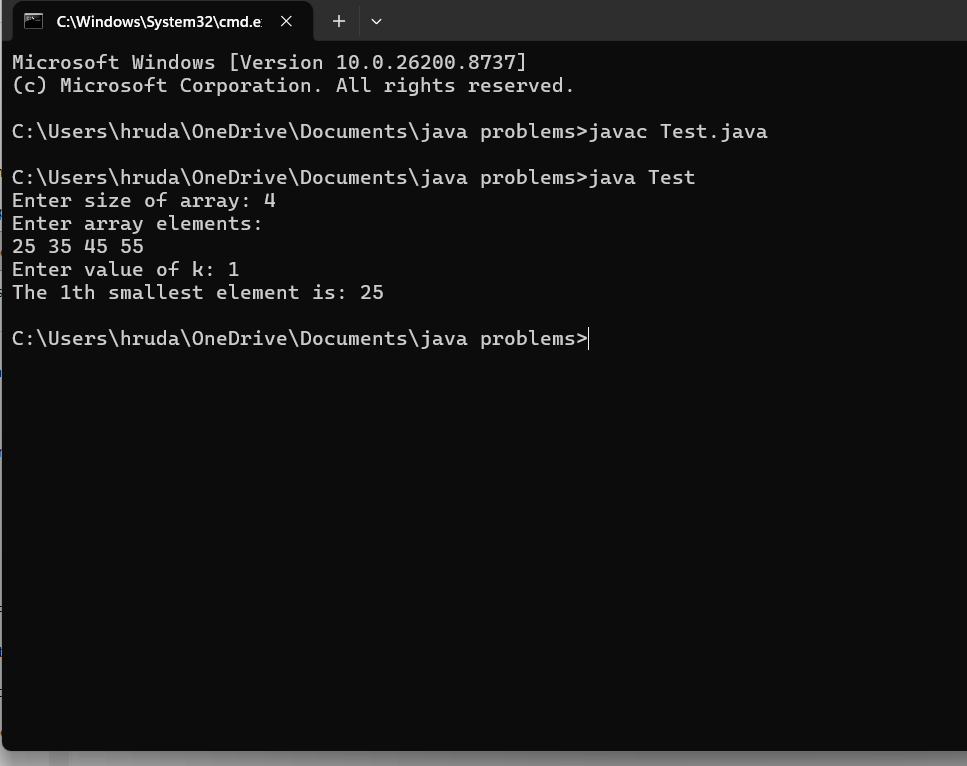 C:\Windows\System32\cmd.e
Microsoft Windows [Version 10.0.26200.8737]
(c) Microsoft Corporation. All rights reserved.
C:\Users\hruda\OneDrive\Documents\java problems>javac Test.java
C:\Users\hruda\OneDrive\Documents\java problems>java Test
Enter size of array: 4
Enter array elements:
25 35 45 55
Enter value of k: 1
The 1th smallest element is: 25
C:\Users\hruda\OneDrive\Documents\java problems>